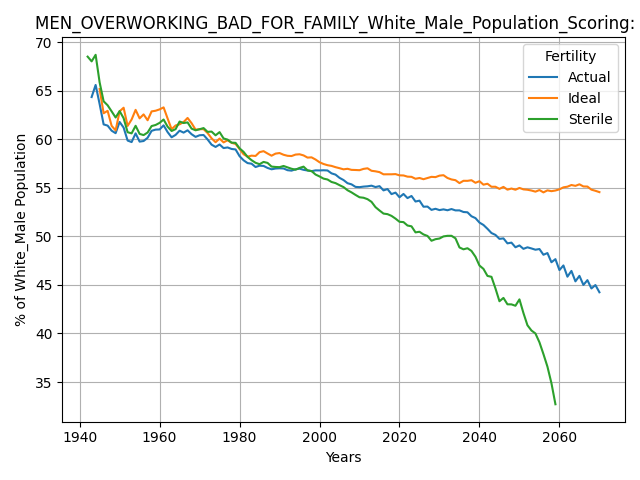 MEN_OVERWORKING_BAD_FOR_FAMILY_White_Male_Population_Scoring:
Fertility
Actual
Ideal
Sterile
% of White_Male Population
70
65
60
55
50
45
40
35
1940 1960 1980 2000 2020 2040 2060
Years